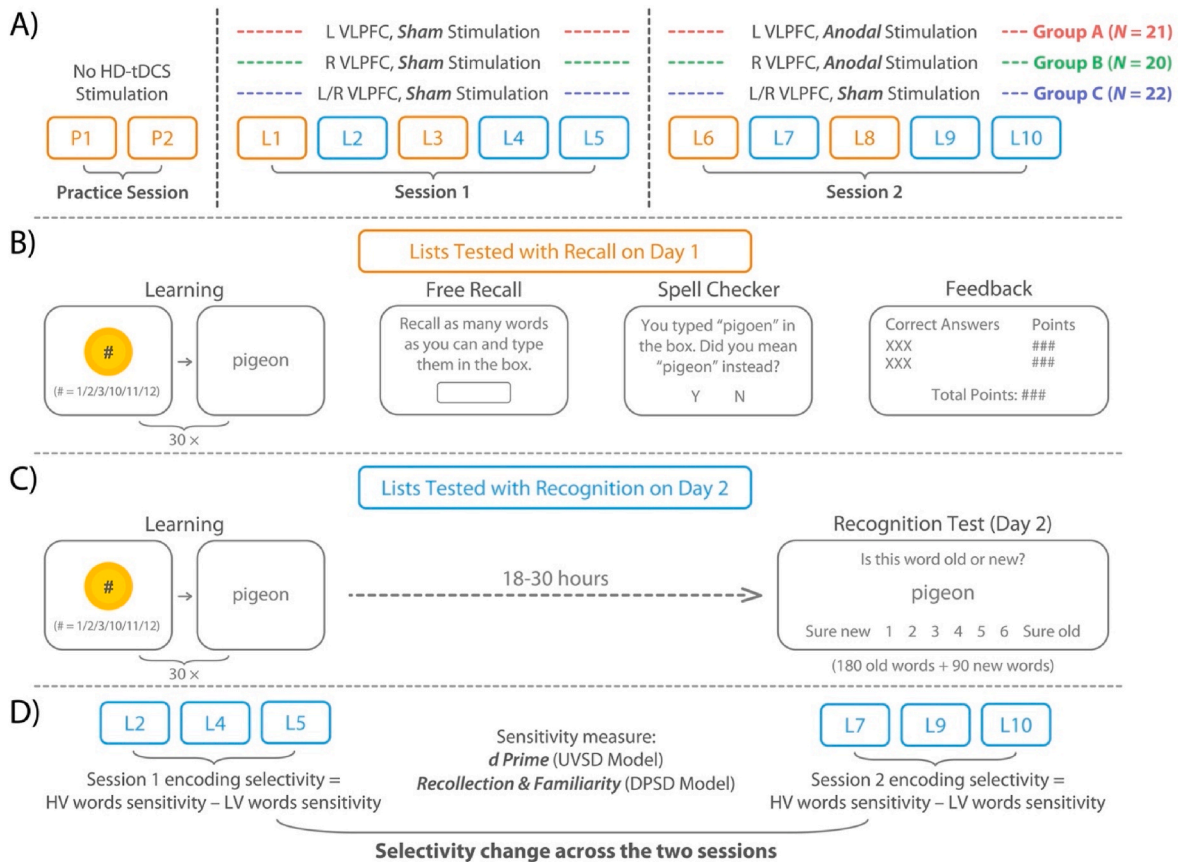 A)
No HD-tDCS
Stimulation
L VLPFC, Sham Stimulation
R VLPFC, Sham Stimulation
L/R VLPFC, Sham Stimulation
L VLPFC, Anodal Stimulation
R VLPFC, Anodal Stimulation
L/R VLPFC, Sham Stimulation
Group A (N = 21)
Group B (N = 20)
Group C (N = 22)
P1 P2
L1 L2 L3 L4 L5
L6 L7 L8 L9 L10
Practice Session
Session 1
Session 2
B)
Lists Tested with Recall on Day 1
Learning
#
(# = 1/2/3/10/11/12)
pigeon
30 ×
Free Recall
Recall as many words
as you can and type
them in the box.
Spell Checker
You typed “pigoen” in
the box. Did you mean
“pigeon” instead?
Y N
Feedback
Correct Answers Points
XXX ###
XXX ###
Total Points: ###
C)
Lists Tested with Recognition on Day 2
Learning
#
(# = 1/2/3/10/11/12)
pigeon
30 ×
18-30 hours
Recognition Test (Day 2)
Is this word old or new?
pigeon
Sure new 1 2 3 4 5 6 Sure old
(180 old words + 90 new words)
D)
L2 L4 L5
Session 1 encoding selectivity =
HV words sensitivity – LV words sensitivity
Sensitivity measure:
d Prime (UVSD Model)
Recollection & Familiarity (DPSD Model)
L7 L9 L10
Session 2 encoding selectivity =
HV words sensitivity – LV words sensitivity
Selectivity change across the two sessions